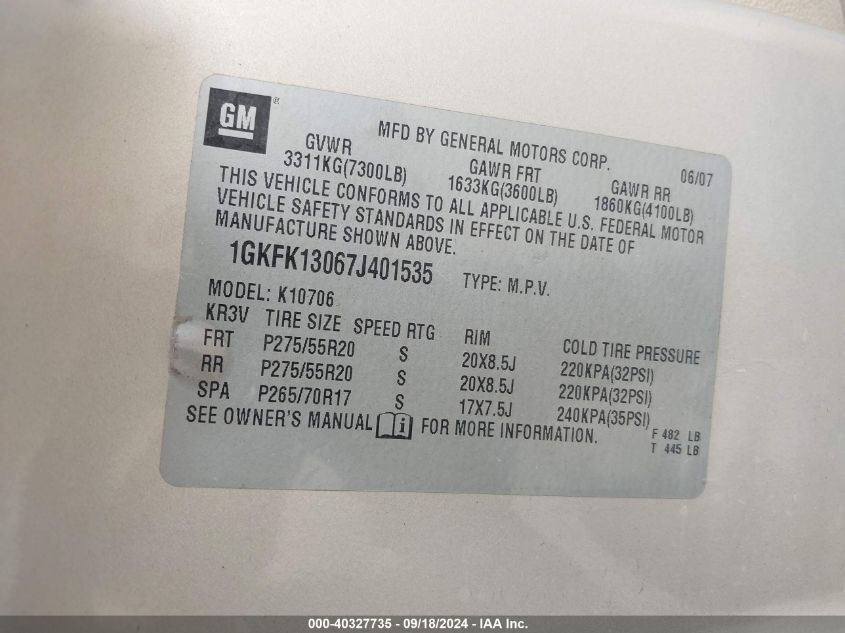 GM ®
MFD BY GENERAL MOTORS CORP. 06/07
GVWR GAWR FRT GAWR RR
3311KG(7300LB) 1633KG(3600LB) 1860KG(4100LB)
THIS VEHICLE CONFORMS TO ALL APPLICABLE U.S. FEDERAL MOTOR
VEHICLE SAFETY STANDARDS IN EFFECT ON THE DATE OF
MANUFACTURE SHOWN ABOVE.
1GKFK13067J401535 TYPE: M.P.V.
MODEL: K10706
KR3V TIRE SIZE SPEED RTG RIM COLD TIRE PRESSURE
FRT P275/55R20 S 20X8.5J 220KPA(32PSI)
RR P275/55R20 S 20X8.5J 220KPA(32PSI)
SPA P265/70R17 S 17X7.5J 240KPA(35PSI)
SEE OWNER'S MANUAL i FOR MORE INFORMATION.
F 482 LB
T 445 LB
000-40327735 - 09/18/2024 - IAA Inc.